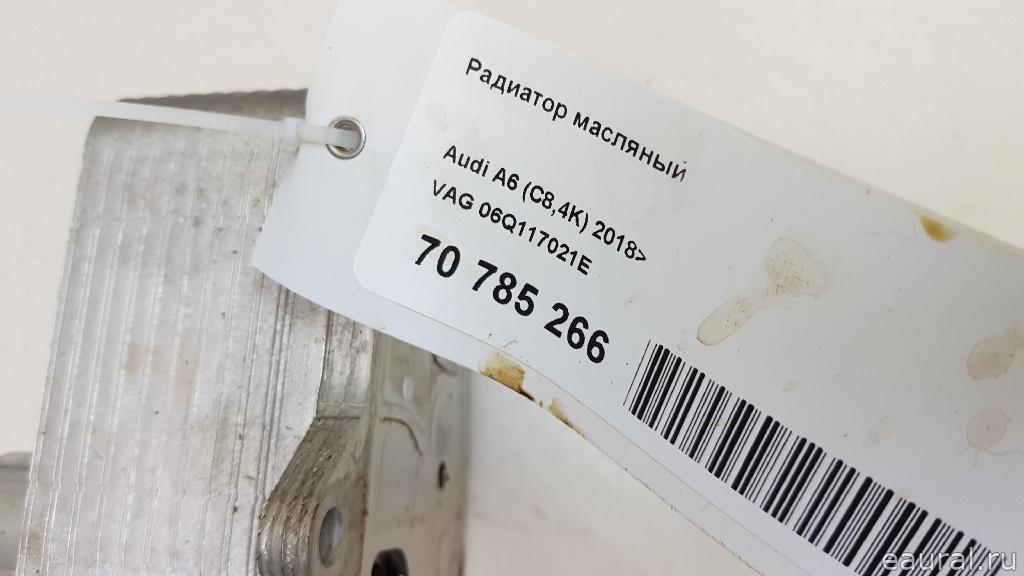 Радиатор масляный
Audi A6 (C8,4K) 2018>
VAG 06Q117021E
70 785 266
eaural.ru